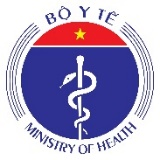 BỘ Y TẾ
MINISTRY OF HEALTH